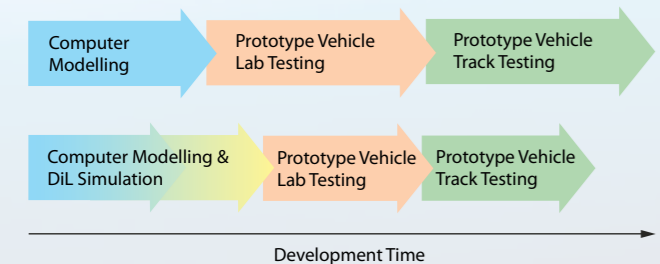 Computer
Modelling
Prototype Vehicle
Lab Testing
Prototype Vehicle
Track Testing
Computer Modelling &
DiL Simulation
Prototype Vehicle
Lab Testing
Prototype Vehicle
Track Testing
Development Time